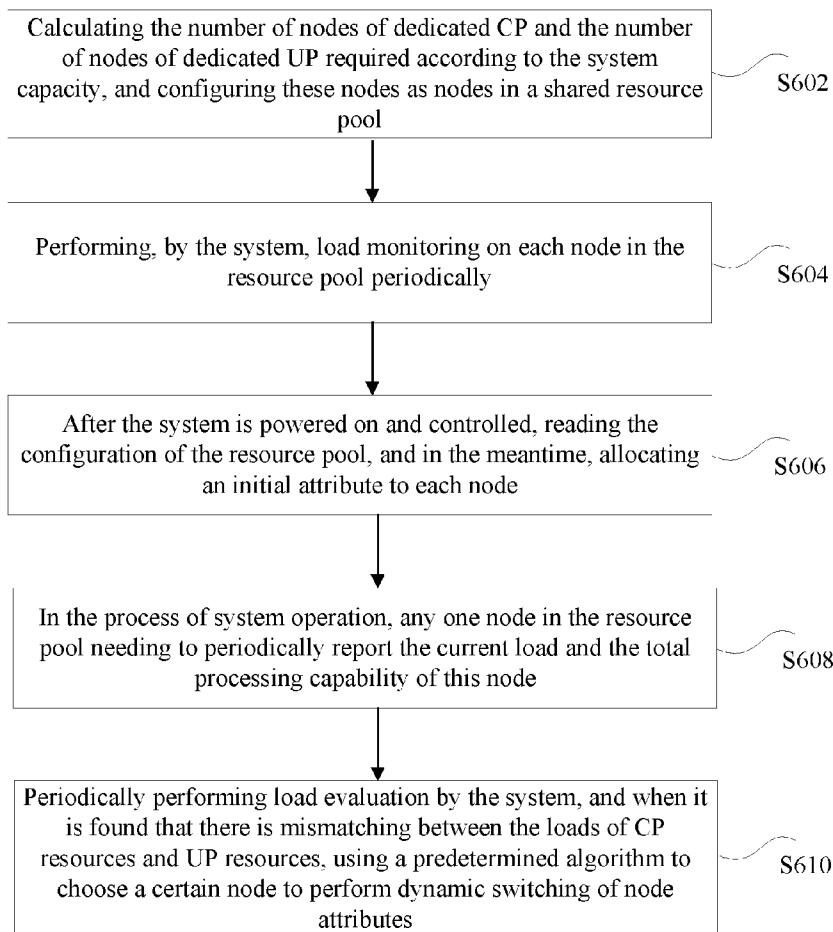 Calculating the number of nodes of dedicated CP and the number
of nodes of dedicated UP required according to the system
capacity, and configuring these nodes as nodes in a shared resource
pool
S602
Performing, by the system, load monitoring on each node in the
resource pool periodically
S604
After the system is powered on and controlled, reading the
configuration of the resource pool, and in the meantime, allocating
an initial attribute to each node
S606
In the process of system operation, any one node in the resource
pool needing to periodically report the current load and the total
processing capability of this node
S608
Periodically performing load evaluation by the system, and when it
is found that there is mismatching between the loads of CP
resources and UP resources, using a predetermined algorithm to
choose a certain node to perform dynamic switching of node
attributes
S610